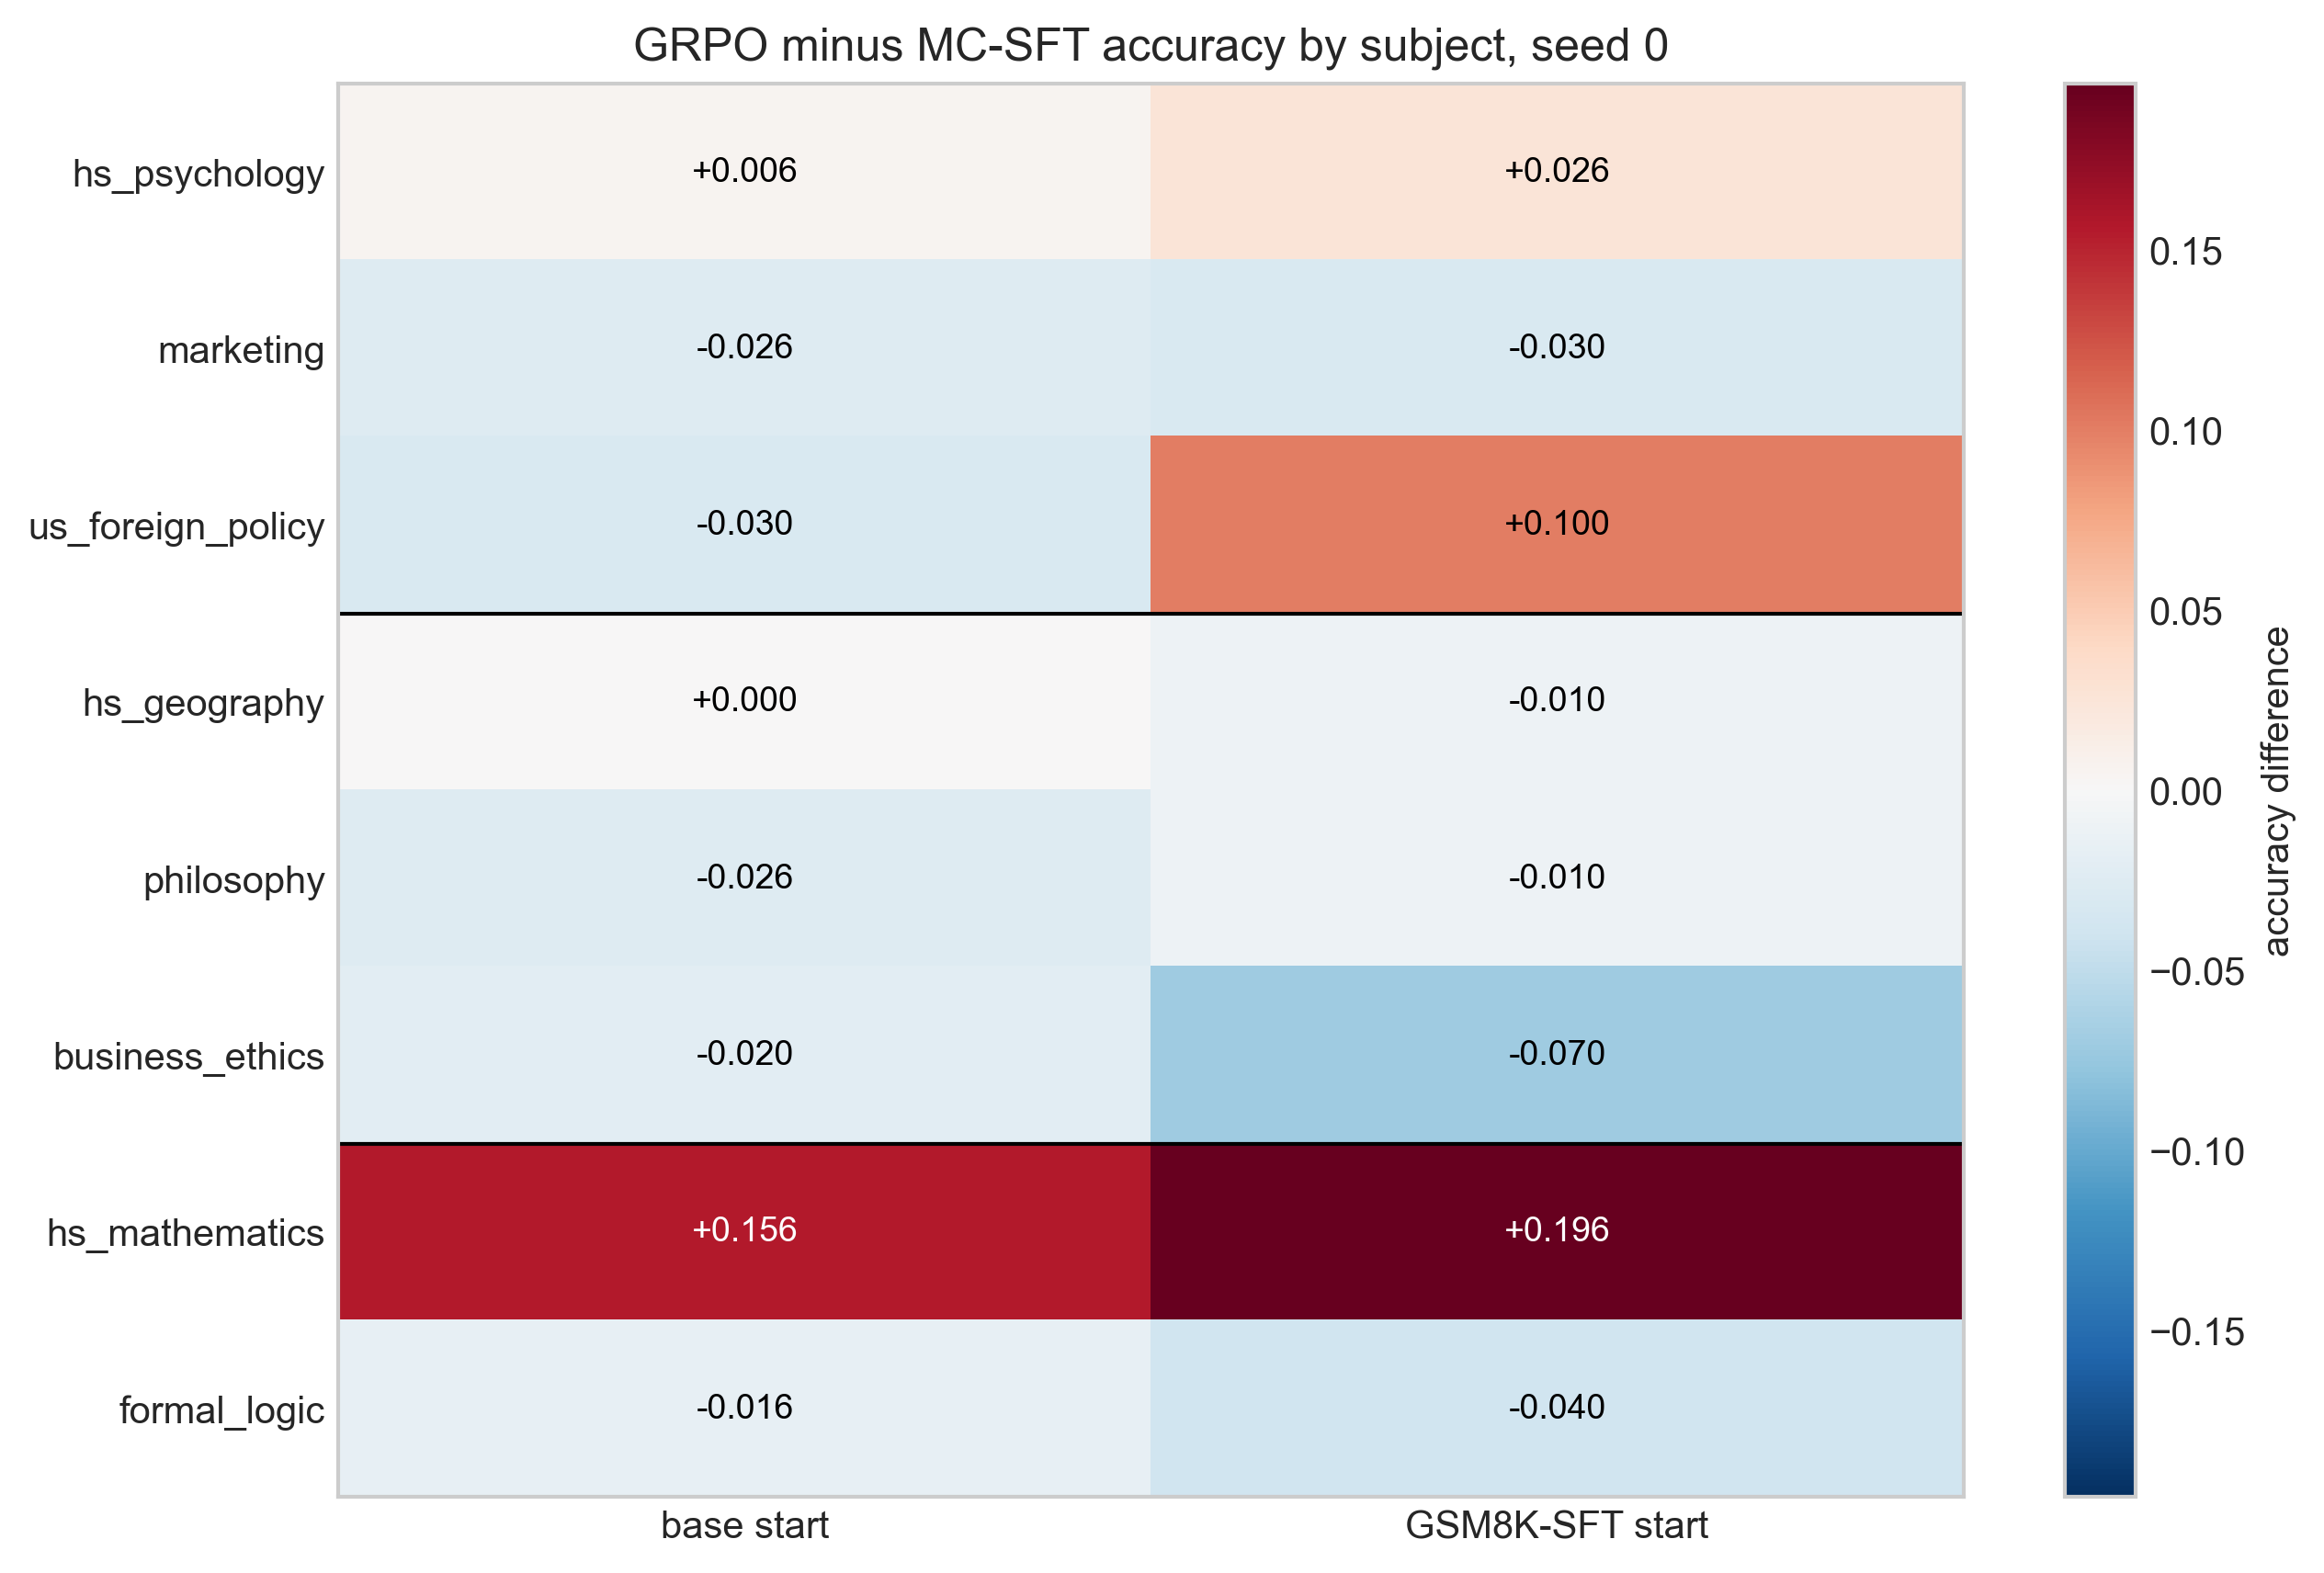 GRPO minus MC-SFT accuracy by subject, seed 0
hs_psychology +0.006 +0.026
marketing -0.026 -0.030
us_foreign_policy -0.030 +0.100
hs_geography +0.000 -0.010
philosophy -0.026 -0.010
business_ethics -0.020 -0.070
hs_mathematics +0.156 +0.196
formal_logic -0.016 -0.040
base start GSM8K-SFT start
0.15
0.10
0.05
0.00
−0.05
−0.10
−0.15
accuracy difference